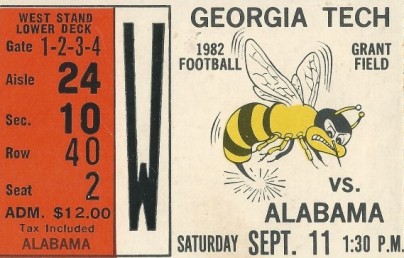 WEST STAND
LOWER DECK
Gate 1-2-3-4
Aisle 24
Sec. 10
Row 40
Seat 2
ADM. $12.00
Tax Included
ALABAMA
W
GEORGIA TECH
1982
FOOTBALL
GRANT
FIELD
VS.
ALABAMA
SATURDAY SEPT. 11 1:30 P.M.